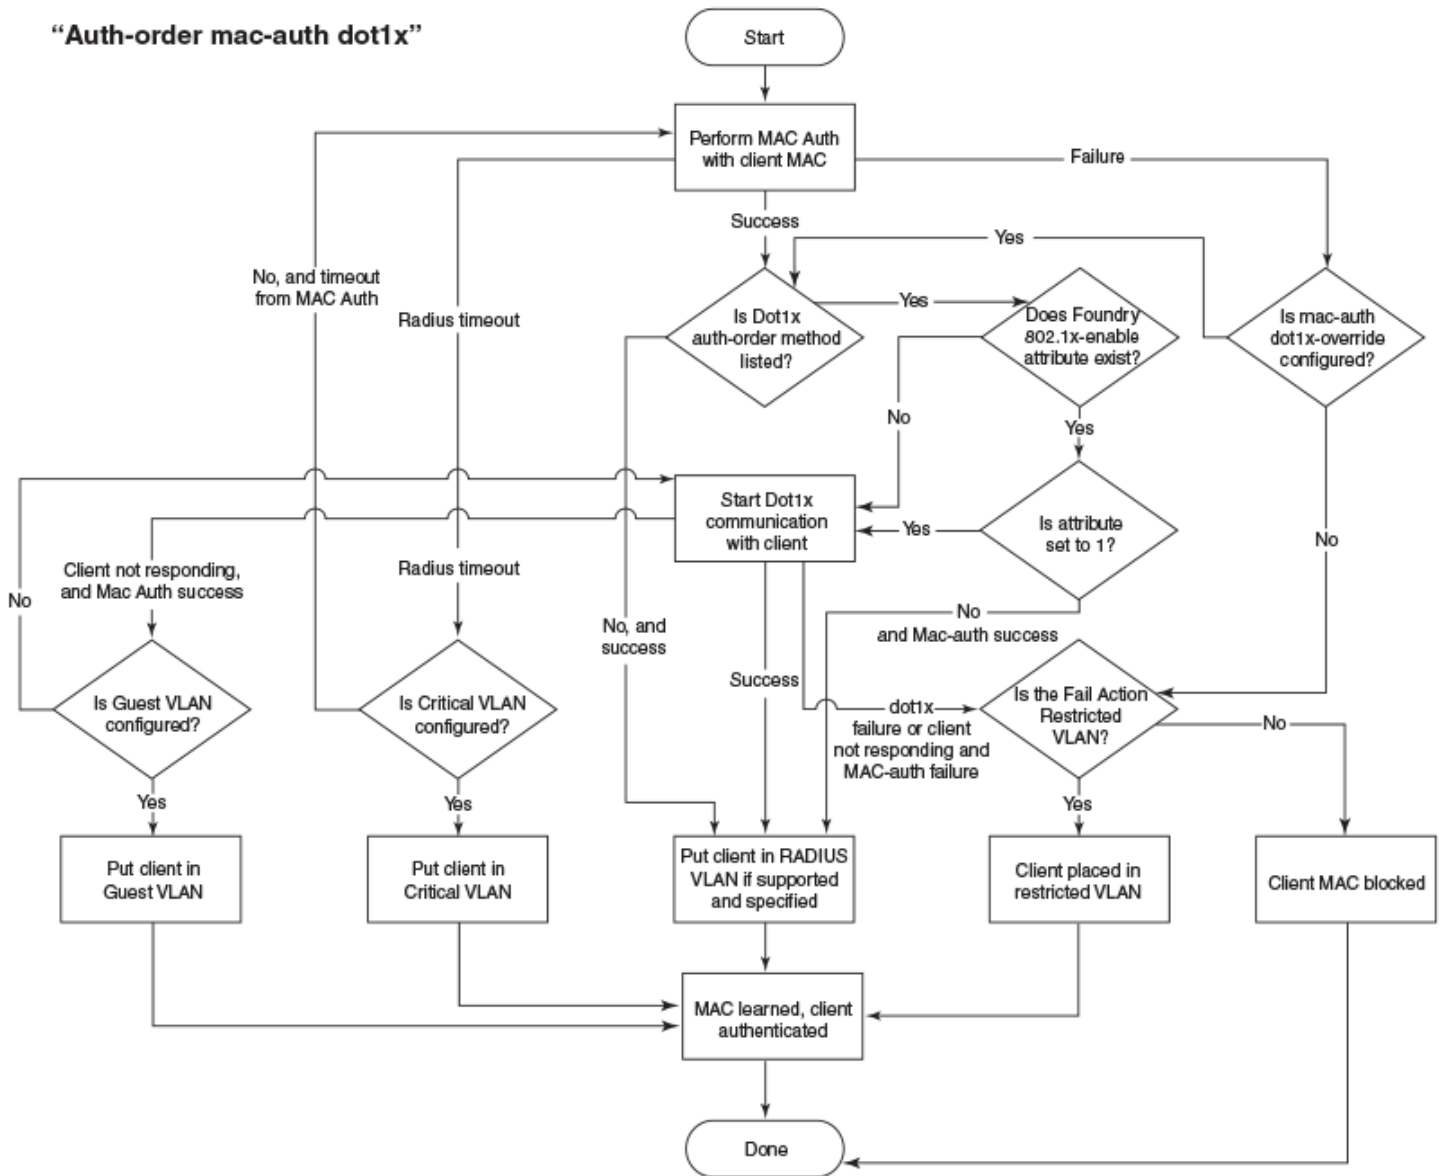 “Auth-order mac-auth dot1x”
Start
Perform MAC Auth
with client MAC
Failure
Success
Yes
No, and timeout
from MAC Auth
Radius timeout
Is Dot1x
auth-order method
listed?
Yes
Does Foundry
802.1x-enable
attribute exist?
Is mac-auth
dot1x-override
configured?
No
Yes
Start Dot1x
communication
with client
Yes
Is attribute
set to 1?
No
Client not responding,
and Mac Auth success
Radius timeout
No
No, and
success
No
and Mac-auth success
Is Guest VLAN
configured?
Is Critical VLAN
configured?
Success
dot1x
failure or client
not responding and
MAC-auth failure
Is the Fail Action
Restricted
VLAN?
No
Yes
Yes
Yes
Put client in
Guest VLAN
Put client in
Critical VLAN
Put client in RADIUS
VLAN if supported
and specified
Client placed in
restricted VLAN
Client MAC blocked
MAC learned, client
authenticated
Done